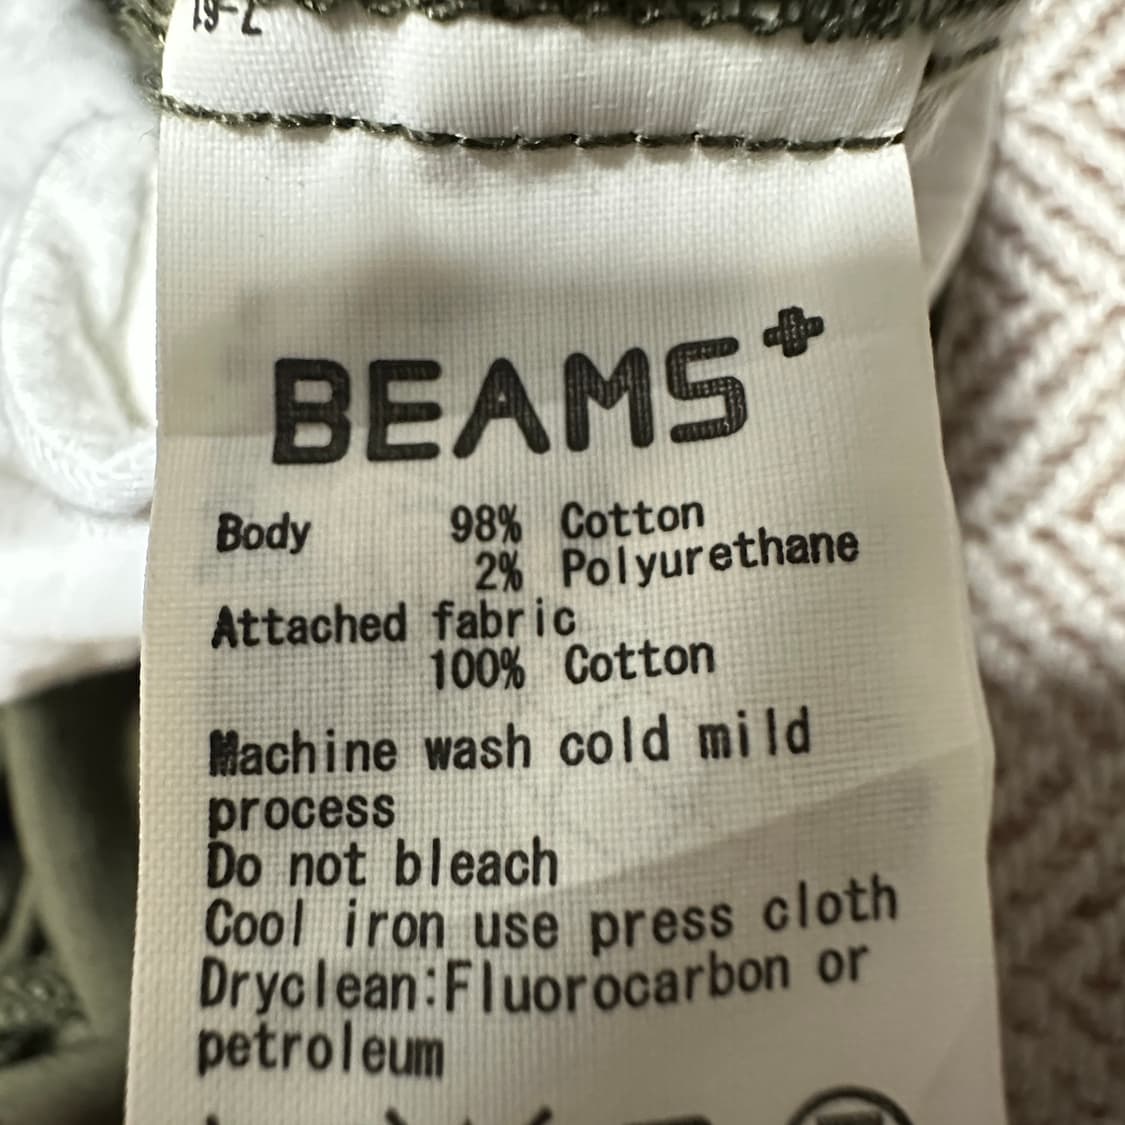 BEAMS+
Body 98% Cotton
2% Polyurethane
Attached fabric
100% Cotton
Machine wash cold mild
process
Do not bleach
Cool iron use press cloth
Dryclean:Fluorocarbon or
petroleum